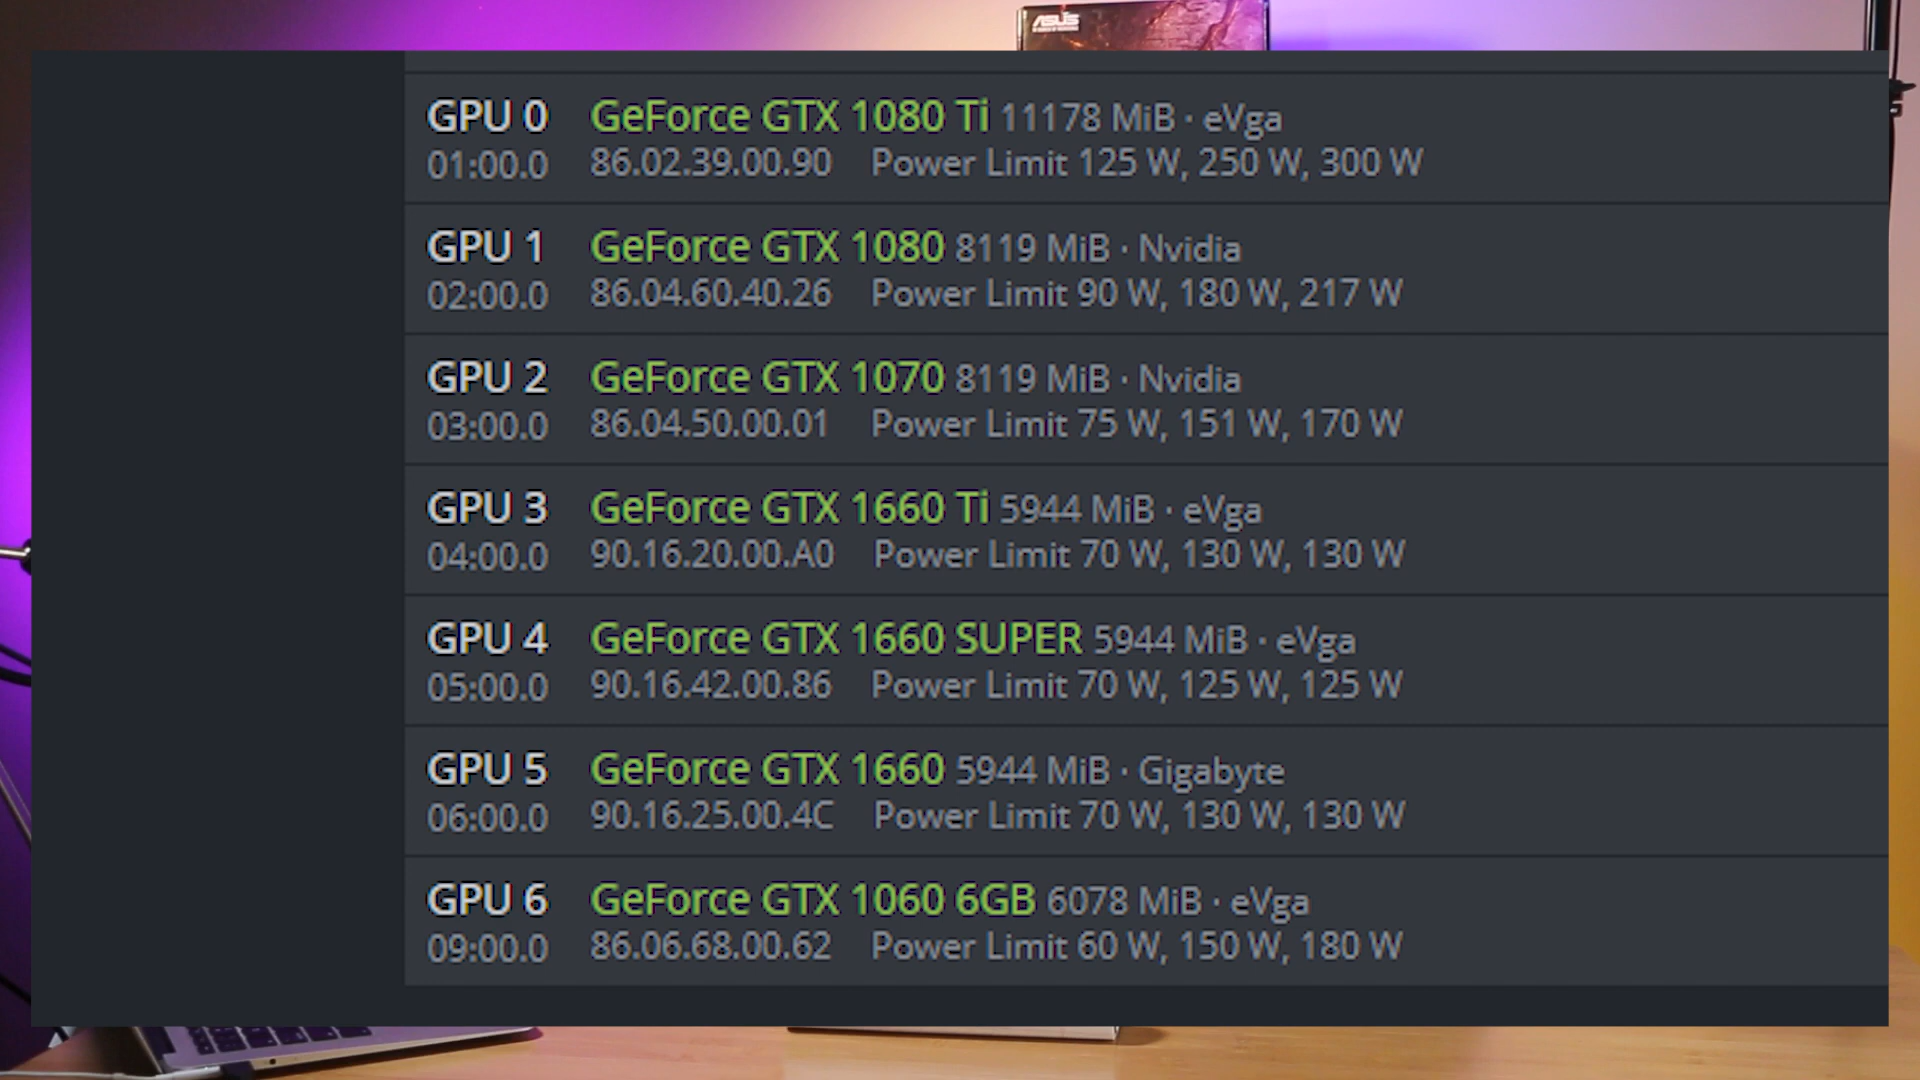 ASUS
GPU 0 GeForce GTX 1080 Ti 11178 MiB · eVga
01:00.0 86.02.39.00.90 Power Limit 125 W, 250 W, 300 W
GPU 1 GeForce GTX 1080 8119 MiB · Nvidia
02:00.0 86.04.60.40.26 Power Limit 90 W, 180 W, 217 W
GPU 2 GeForce GTX 1070 8119 MiB · Nvidia
03:00.0 86.04.50.00.01 Power Limit 75 W, 151 W, 170 W
GPU 3 GeForce GTX 1660 Ti 5944 MiB · eVga
04:00.0 90.16.20.00.A0 Power Limit 70 W, 130 W, 130 W
GPU 4 GeForce GTX 1660 SUPER 5944 MiB · eVga
05:00.0 90.16.42.00.86 Power Limit 70 W, 125 W, 125 W
GPU 5 GeForce GTX 1660 5944 MiB · Gigabyte
06:00.0 90.16.25.00.4C Power Limit 70 W, 130 W, 130 W
GPU 6 GeForce GTX 1060 6GB 6078 MiB · eVga
09:00.0 86.06.68.00.62 Power Limit 60 W, 150 W, 180 W